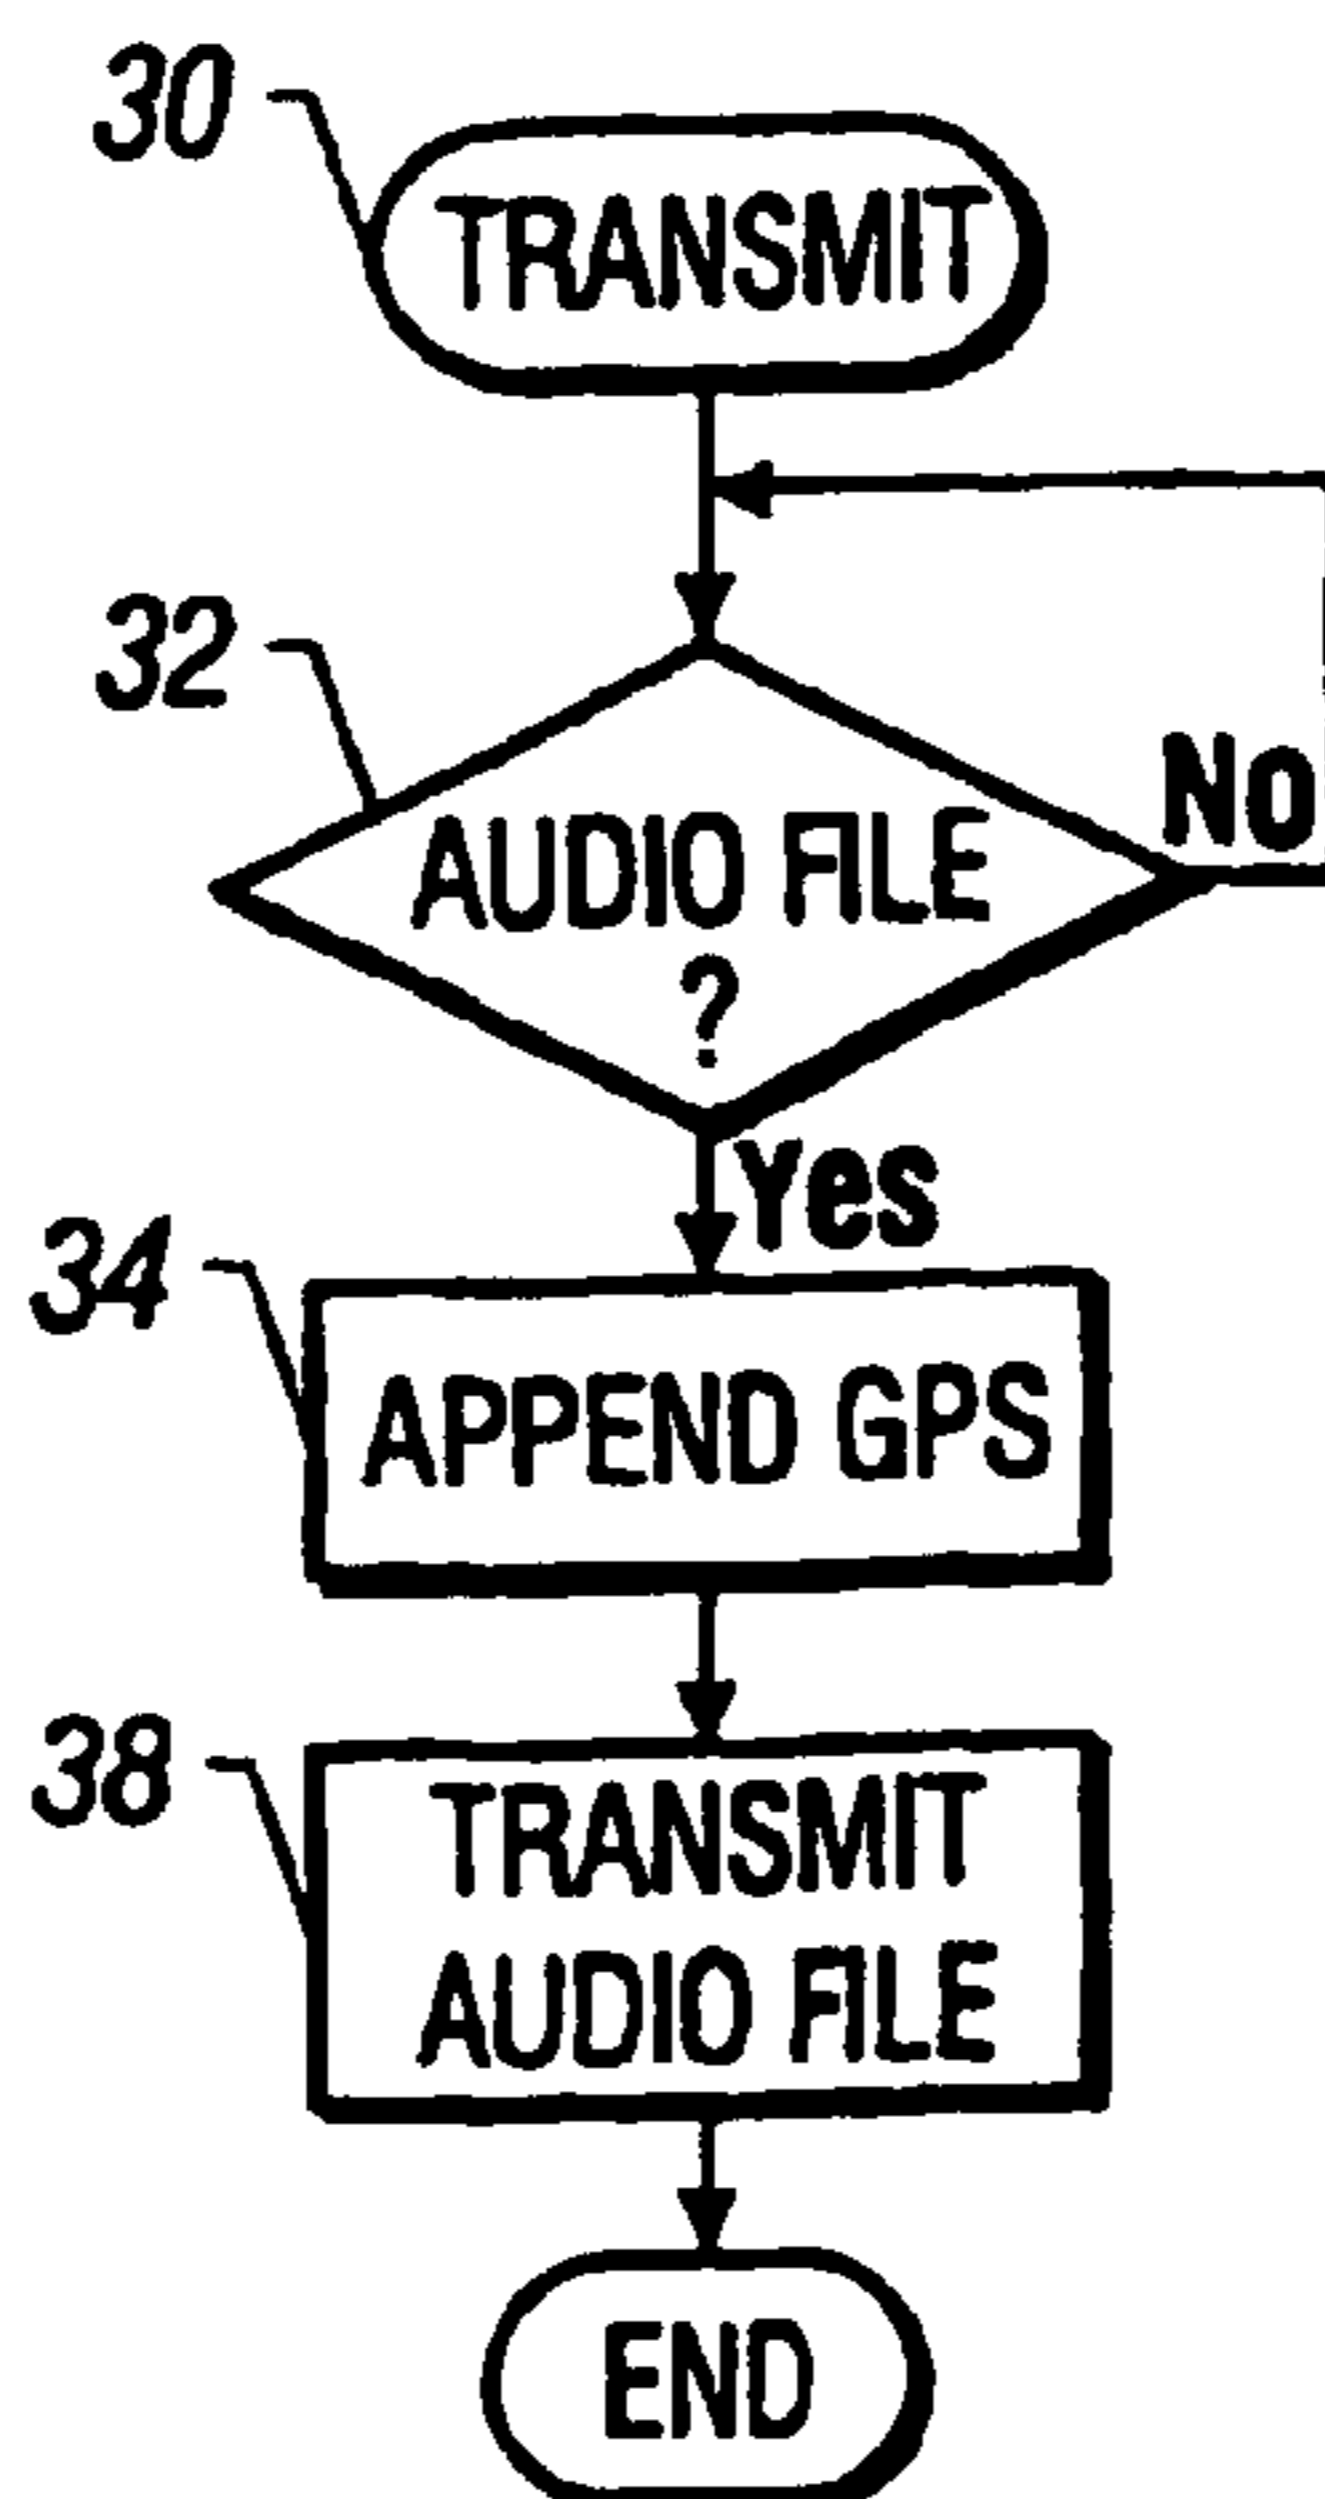 30
TRANSMIT
32
No
AUDIO FILE
?
Yes
34
APPEND GPS
38
TRANSMIT
AUDIO FILE
END